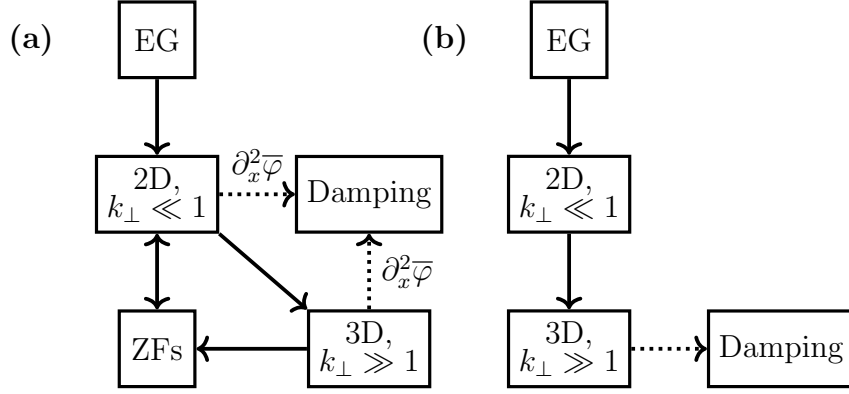 (a)
EG
2D,
k⊥ ≪ 1
∂²ₓφ̅
Damping
∂²ₓφ̅
ZFs
3D,
k⊥ ≫ 1
(b)
EG
2D,
k⊥ ≪ 1
3D,
k⊥ ≫ 1
Damping